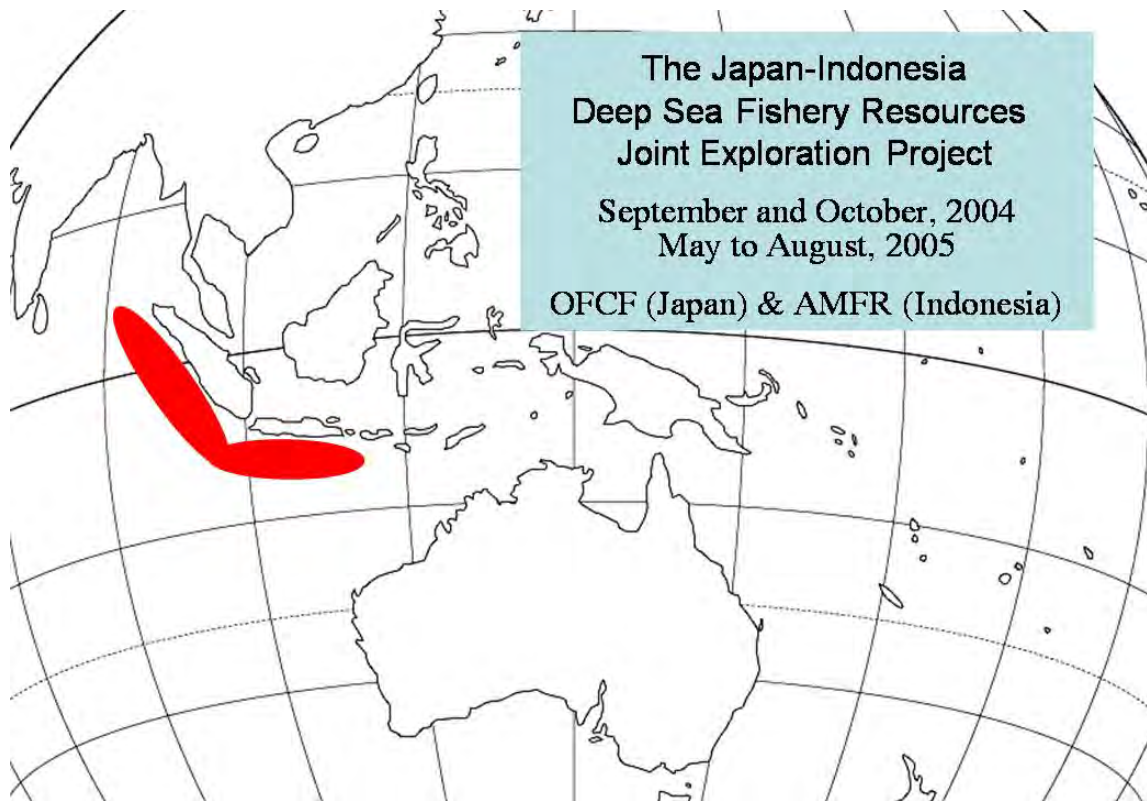 The Japan-Indonesia
Deep Sea Fishery Resources
Joint Exploration Project
September and October, 2004
May to August, 2005
OFCF (Japan) & AMFR (Indonesia)